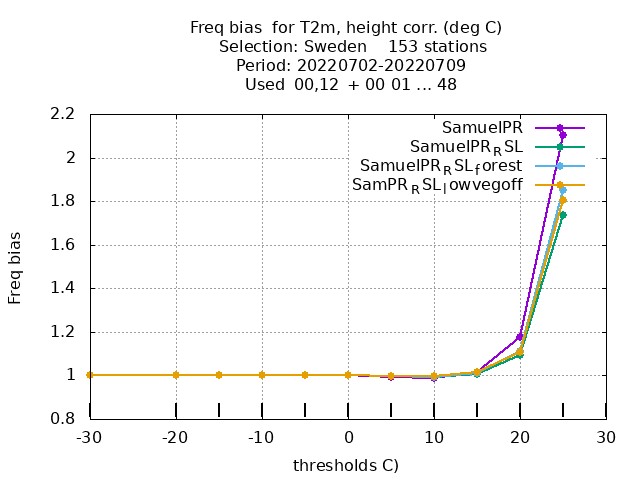 Freq bias  for T2m, height corr. (deg C)
Selection: Sweden    153 stations
Period: 20220702-20220709
Used  00,12  + 00 01 ... 48
2.2
2
1.8
1.6
1.4
1.2
1
0.8
Freq bias
SamuelPR
SamuelPR_RSL
SamuelPR_RSL_forest
SamPR_RSL_lowvegoff
-30
-20
-10
0
10
20
30
thresholds C)